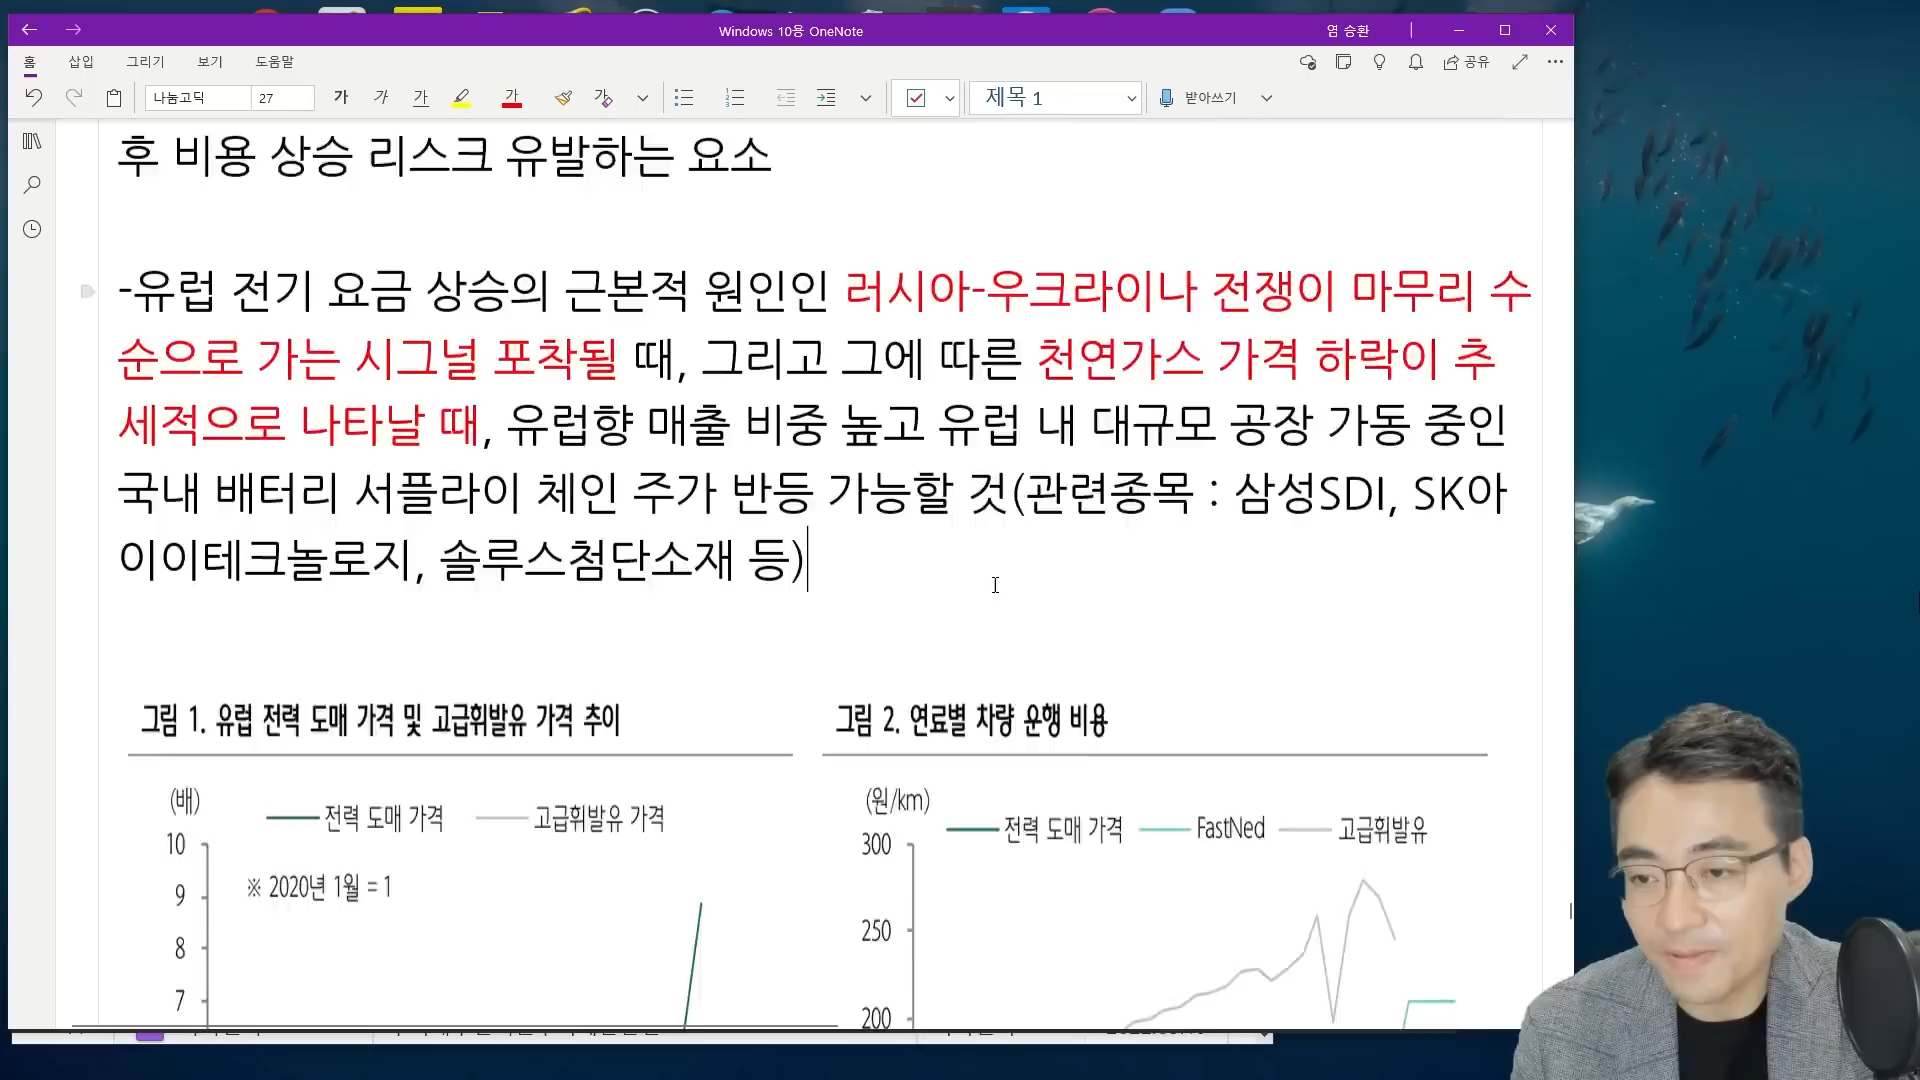 Windows 10용 OneNote
염 승환
홈 삽입 그리기 보기 도움말
공유
나눔고딕 27 가 가 가 가 가 제목 1 받아쓰기
후 비용 상승 리스크 유발하는 요소
-유럽 전기 요금 상승의 근본적 원인인 러시아-우크라이나 전쟁이 마무리 수
순으로 가는 시그널 포착될 때, 그리고 그에 따른 천연가스 가격 하락이 추
세적으로 나타날 때, 유럽향 매출 비중 높고 유럽 내 대규모 공장 가동 중인
국내 배터리 서플라이 체인 주가 반등 가능할 것(관련종목 : 삼성SDI, SK아
이이테크놀로지, 솔루스첨단소재 등)
그림 1. 유럽 전력 도매 가격 및 고급휘발유 가격 추이
(배)
전력 도매 가격 고급휘발유 가격
10
※ 2020년 1월 = 1
9
8
7
그림 2. 연료별 차량 운행 비용
(원/km)
전력 도매 가격 FastNed 고급휘발유
300
250
200